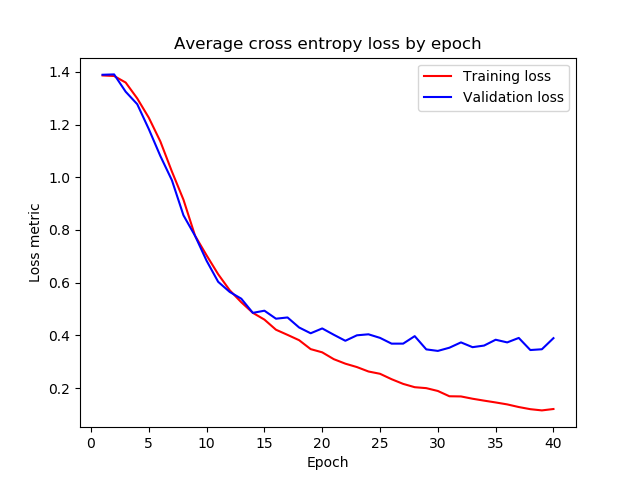 Average cross entropy loss by epoch
Training loss
Validation loss
Loss metric
1.4
1.2
1.0
0.8
0.6
0.4
0.2
0 5 10 15 20 25 30 35 40
Epoch